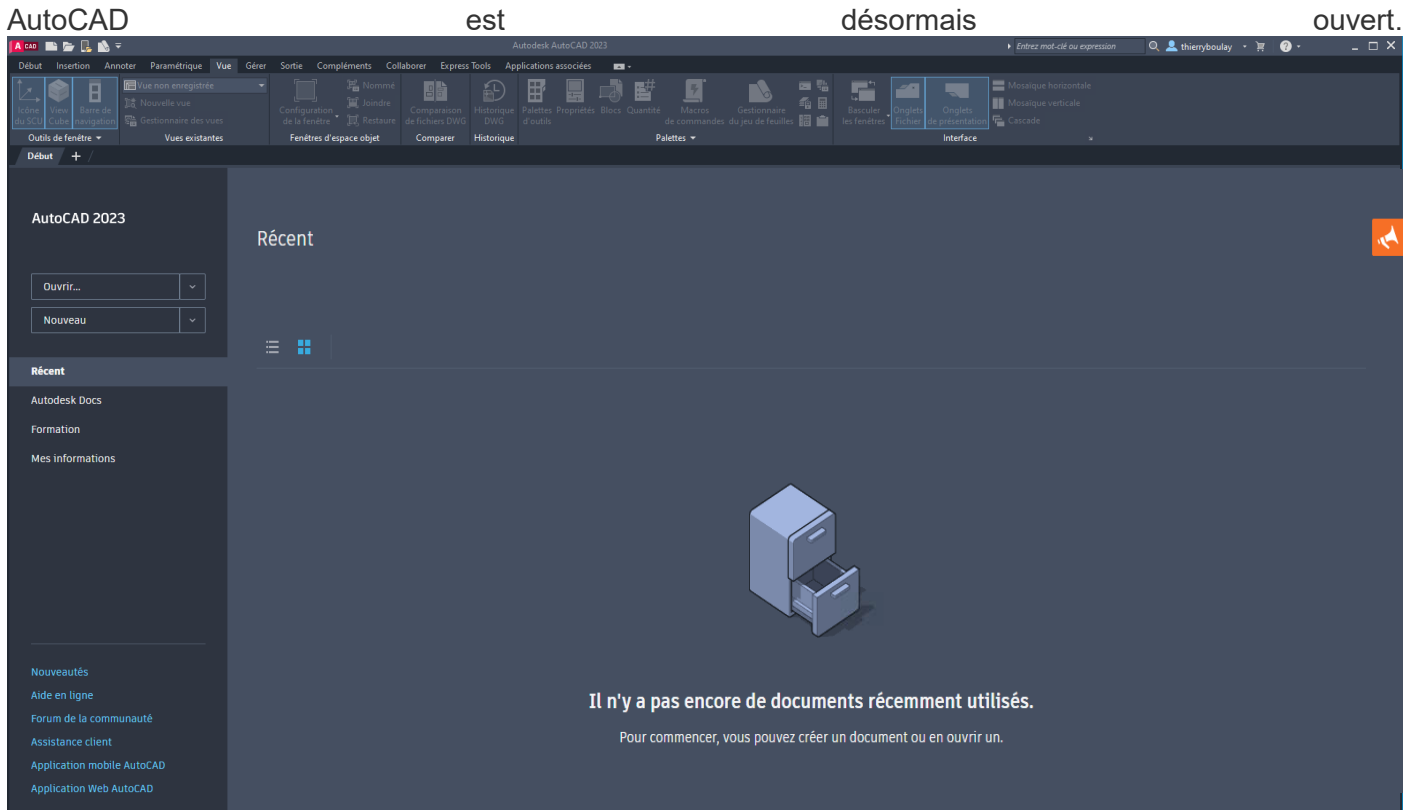 AutoCAD est désormais ouvert.
A CAD Autodesk AutoCAD 2023 Entrez mot-clé ou expression thierryboulay
Début Insertion Annoter Paramétrique Vue Gérer Sortie Compléments Collaborer Express Tools Applications associées
Icône du SCU
View Cube
Barre de navigation
Outils de fenêtre
Vue non enregistrée
Nouvelle vue
Gestionnaire des vues
Vues existantes
Configuration de la fenêtre
Nommé
Joindre
Restaure
Fenêtres d'espace objet
Comparaison de fichiers DWG
Comparer
Historique DWG
Historique
Palettes d'outils
Propriétés
Blocs
Quantité
Macros de commandes
Gestionnaire du jeu de feuilles
Palettes
Basculer les fenêtres
Onglets Fichier
Onglets de présentation
Mosaïque horizontale
Mosaïque verticale
Cascade
Interface
Début +
AutoCAD 2023
Récent
Ouvrir...
Nouveau
Récent
Autodesk Docs
Formation
Mes informations
Il n'y a pas encore de documents récemment utilisés.
Pour commencer, vous pouvez créer un document ou en ouvrir un.
Nouveautés
Aide en ligne
Forum de la communauté
Assistance client
Application mobile AutoCAD
Application Web AutoCAD